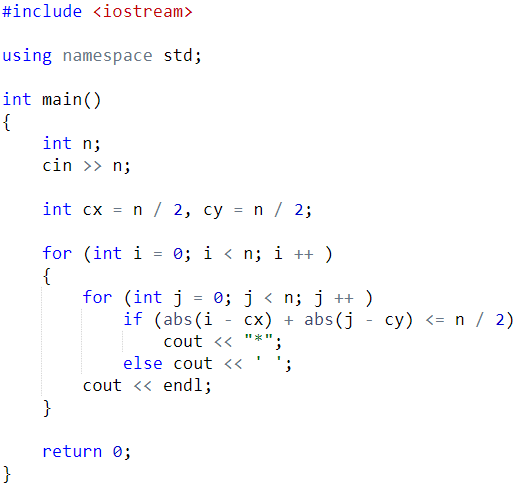 #include <iostream>
using namespace std;
int main()
{
    int n;
    cin >> n;
    int cx = n / 2, cy = n / 2;
    for (int i = 0; i < n; i ++ )
    {
        for (int j = 0; j < n; j ++ )
            if (abs(i - cx) + abs(j - cy) <= n / 2)
                cout << "*";
            else cout << ' ';
        cout << endl;
    }
    return 0;
}